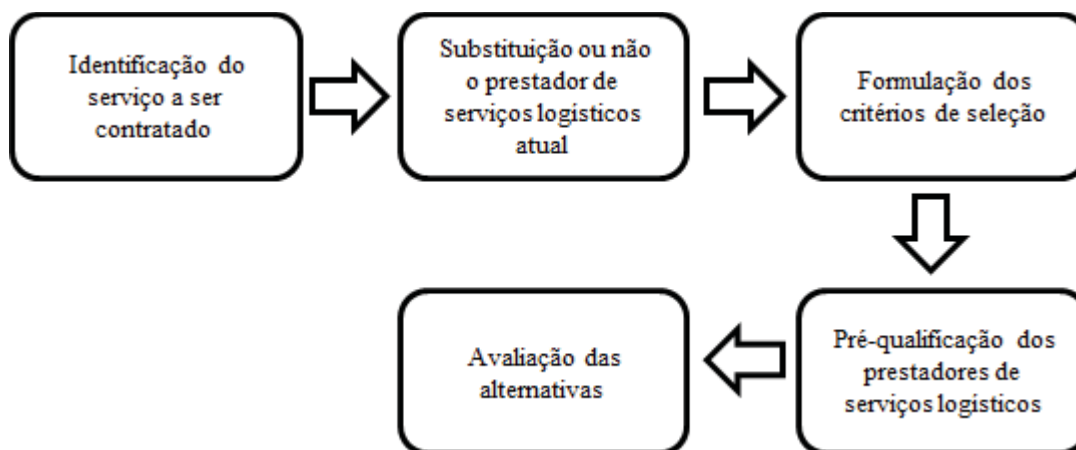 Identificação do
serviço a ser
contratado
Substituição ou não
o prestador de
serviços logísticos
atual
Formulação dos
critérios de seleção
Pré-qualificação dos
prestadores de
serviços logísticos
Avaliação das
alternativas